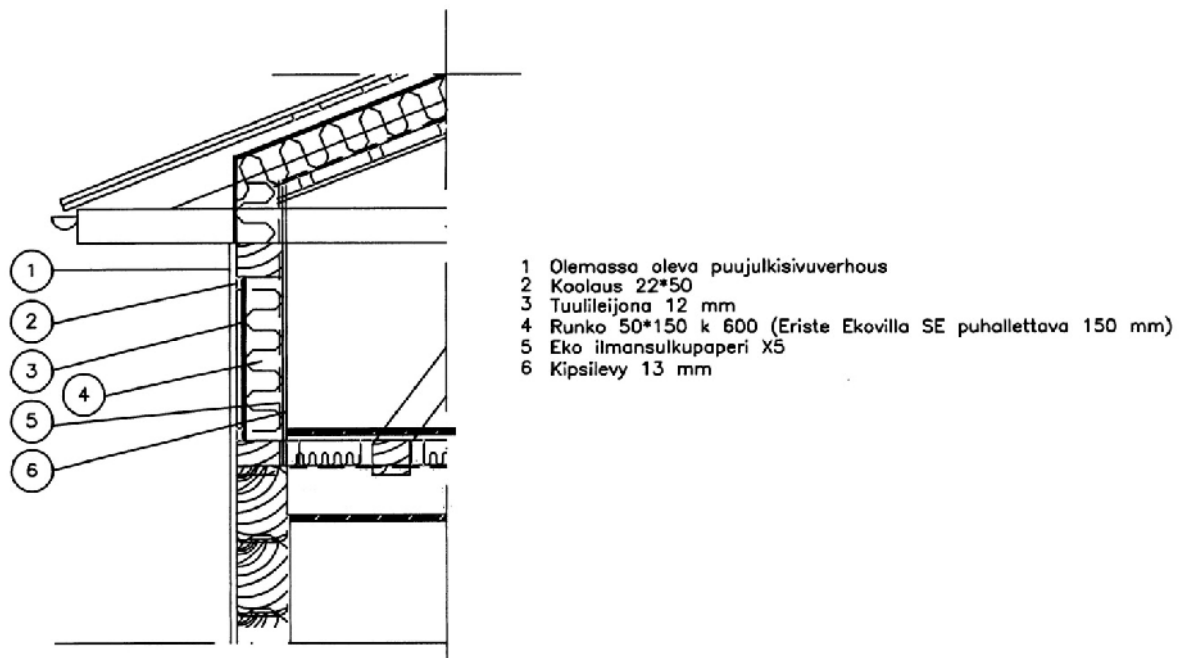 1
2
3
4
5
6
1 Olemassa oleva puujulkisivuverhous
2 Koolaus 22*50
3 Tuulileijona 12 mm
4 Runko 50*150 k 600 (Eriste Ekovilla SE puhallettava 150 mm)
5 Eko ilmansulkupaperi X5
6 Kipsilevy 13 mm